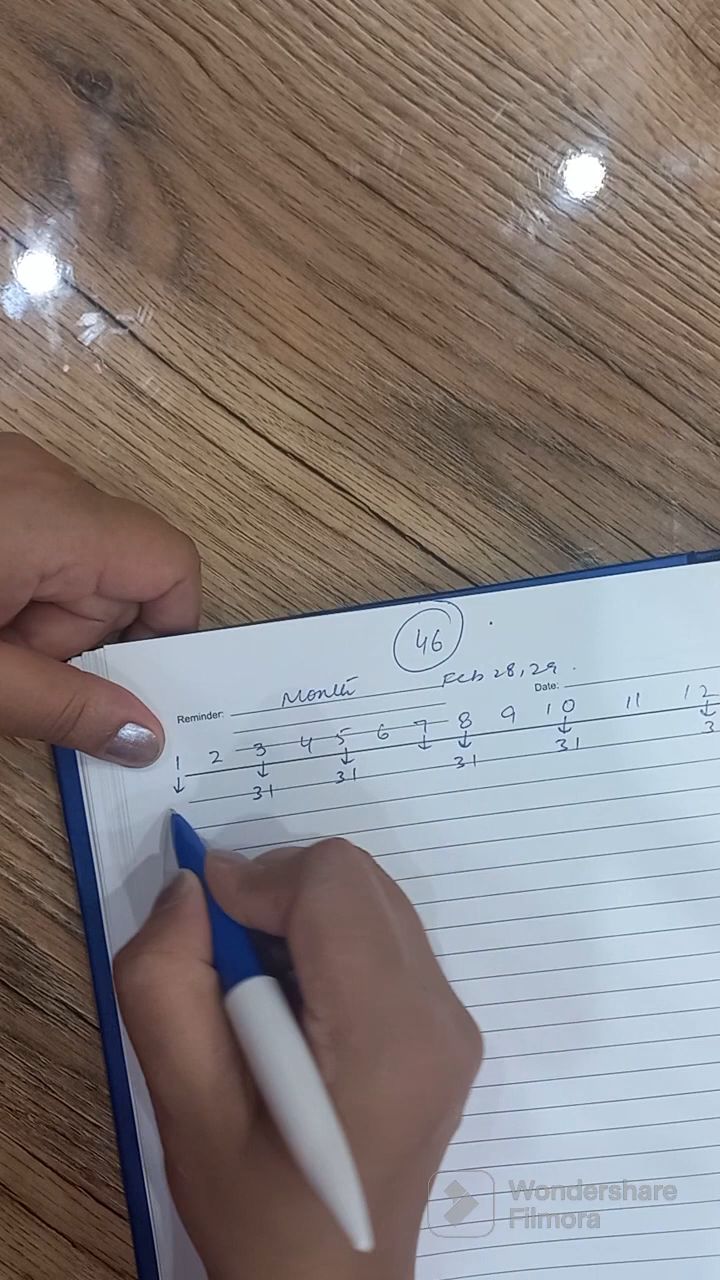 46
Month Feb 28, 29
Reminder: Date:
1 2 3 4 5 6 7 8 9 10 11 12
31 31 31 31 3
Wondershare
Filmora